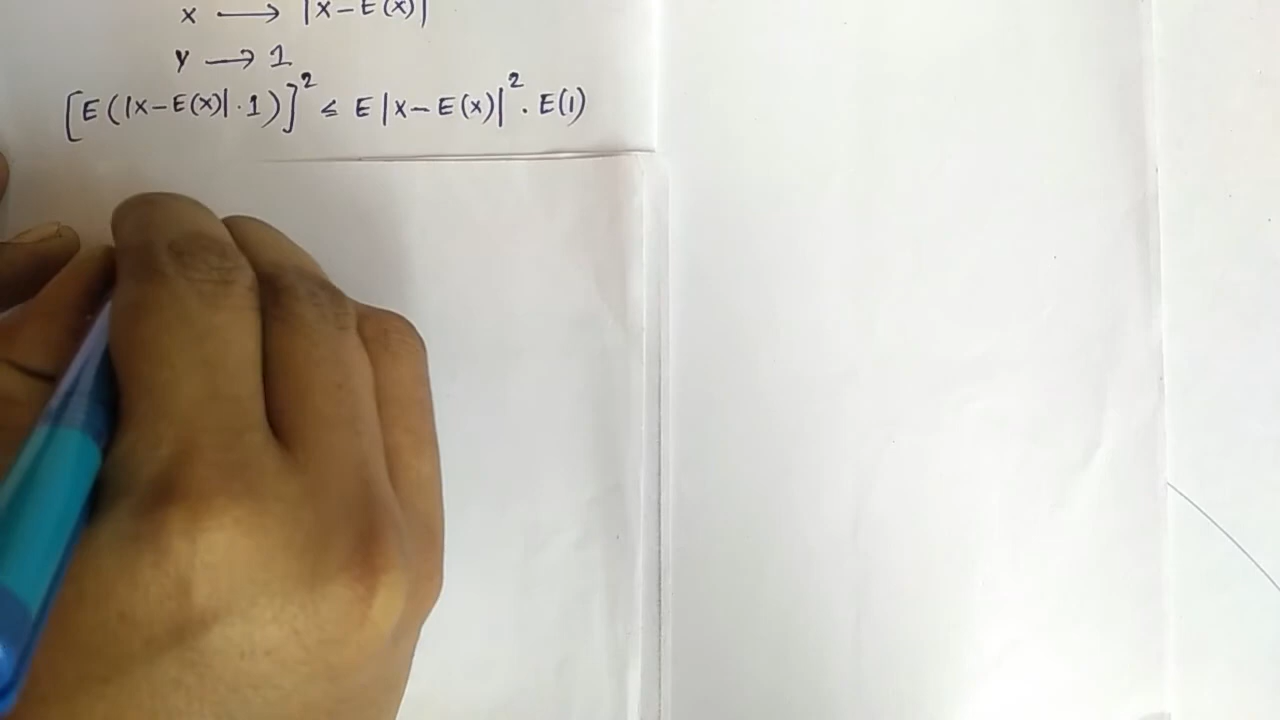 x ⟶ |x-E(x)|
y ⟶ 1
[E(|x-E(x)|·1)]² ≤ E|x-E(x)|². E(1)